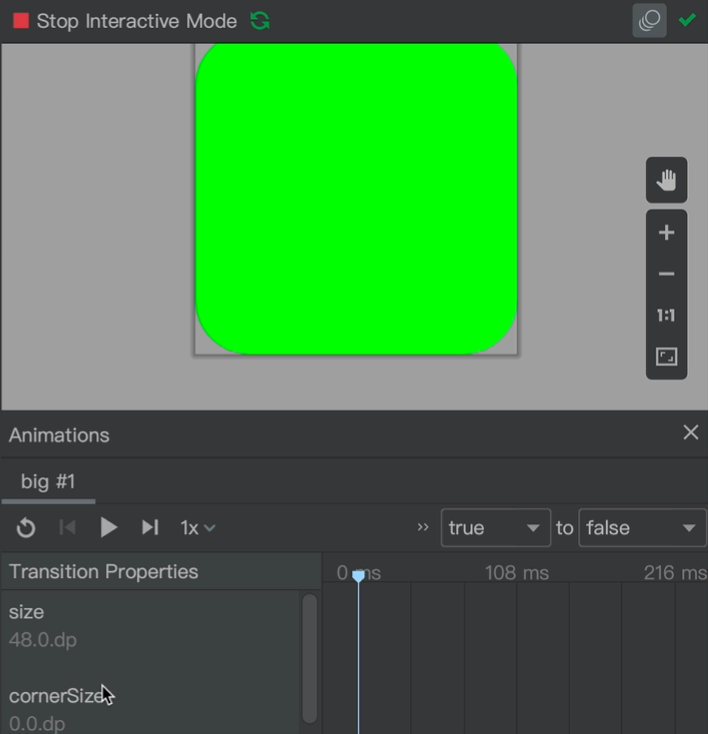 Stop Interactive Mode
1:1
Animations
big #1
1x
true to false
Transition Properties
0 ms 108 ms 216 ms
size
48.0.dp
cornerSize
0.0.dp